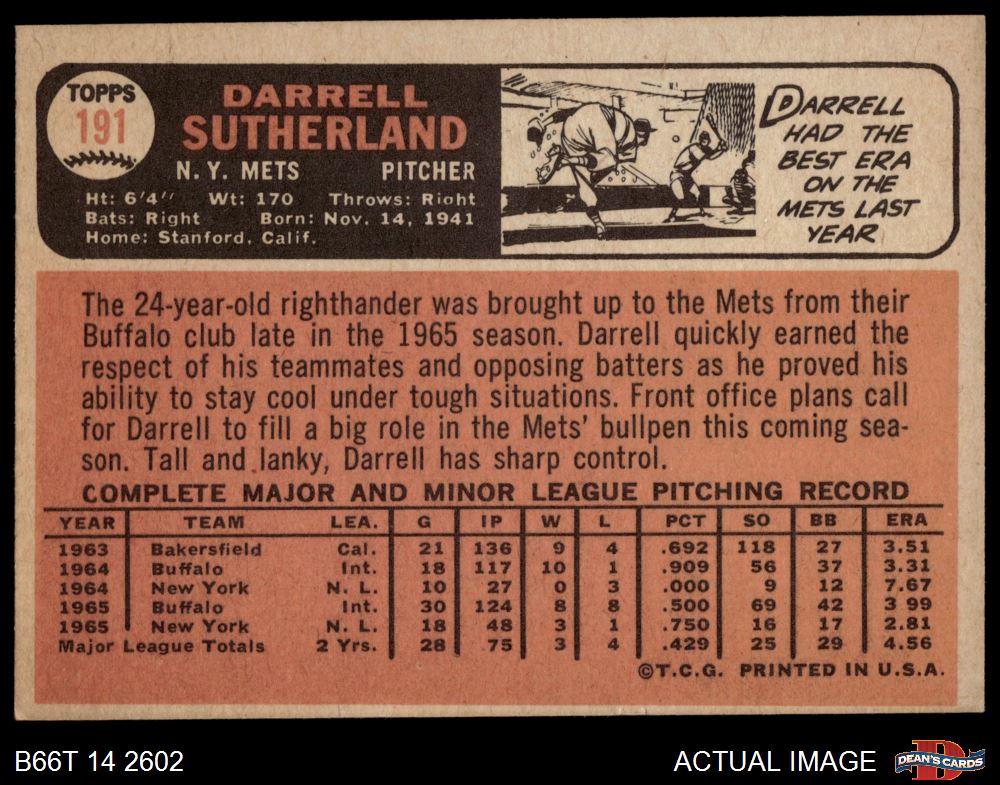 TOPPS
191
DARRELL
SUTHERLAND
N. Y. METS PITCHER
Ht: 6'4" Wt: 170 Throws: Right
Bats: Right Born: Nov. 14, 1941
Home: Stanford, Calif.
DARRELL
HAD THE
BEST ERA
ON THE
METS LAST
YEAR
The 24-year-old righthander was brought up to the Mets from their
Buffalo club late in the 1965 season. Darrell quickly earned the
respect of his teammates and opposing batters as he proved his
ability to stay cool under tough situations. Front office plans call
for Darrell to fill a big role in the Mets' bullpen this coming sea-
son. Tall and lanky, Darrell has sharp control.
COMPLETE MAJOR AND MINOR LEAGUE PITCHING RECORD
YEAR TEAM LEA. G IP W L PCT SO BB ERA
1963 Bakersfield Cal. 21 136 9 4 .692 118 27 3.51
1964 Buffalo Int. 18 117 10 1 .909 56 37 3.31
1964 New York N. L. 10 27 0 3 .000 9 12 7.67
1965 Buffalo Int. 30 124 8 8 .500 69 42 3 99
1965 New York N. L. 18 48 3 1 .750 16 17 2.81
Major League Totals 2 Yrs. 28 75 3 4 .429 25 29 4.56
©T.C.G. PRINTED IN U.S.A.
B66T 14 2602 ACTUAL IMAGE DEAN'S CARDS